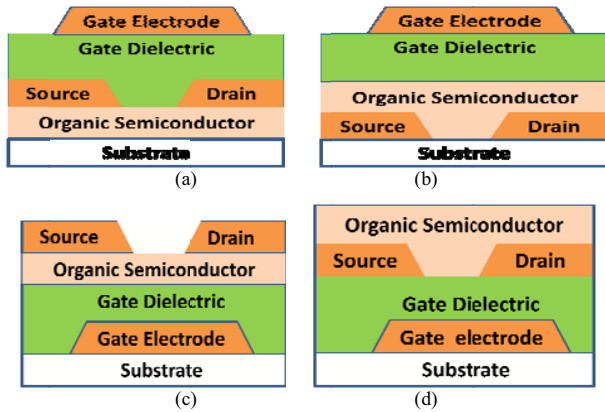 Gate Electrode
Gate Dielectric
Source Drain
Organic Semiconductor
Substrate
(a)
Gate Electrode
Gate Dielectric
Organic Semiconductor
Source Drain
Substrate
(b)
Source Drain
Organic Semiconductor
Gate Dielectric
Gate Electrode
Substrate
(c)
Organic Semiconductor
Source Drain
Gate Dielectric
Gate electrode
Substrate
(d)